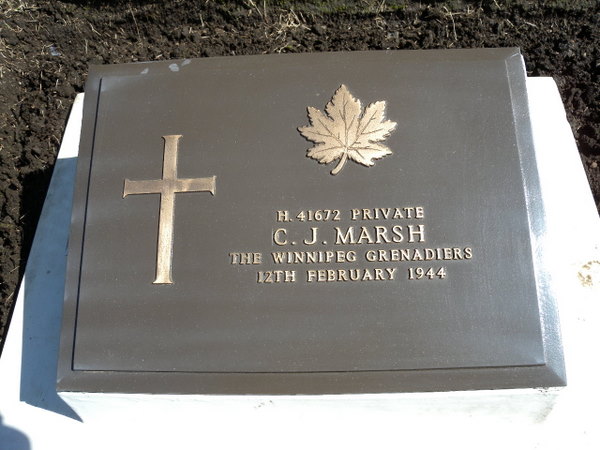 H. 41672 PRIVATE
C. J. MARSH
THE WINNIPEG GRENADIERS
12TH FEBRUARY 1944